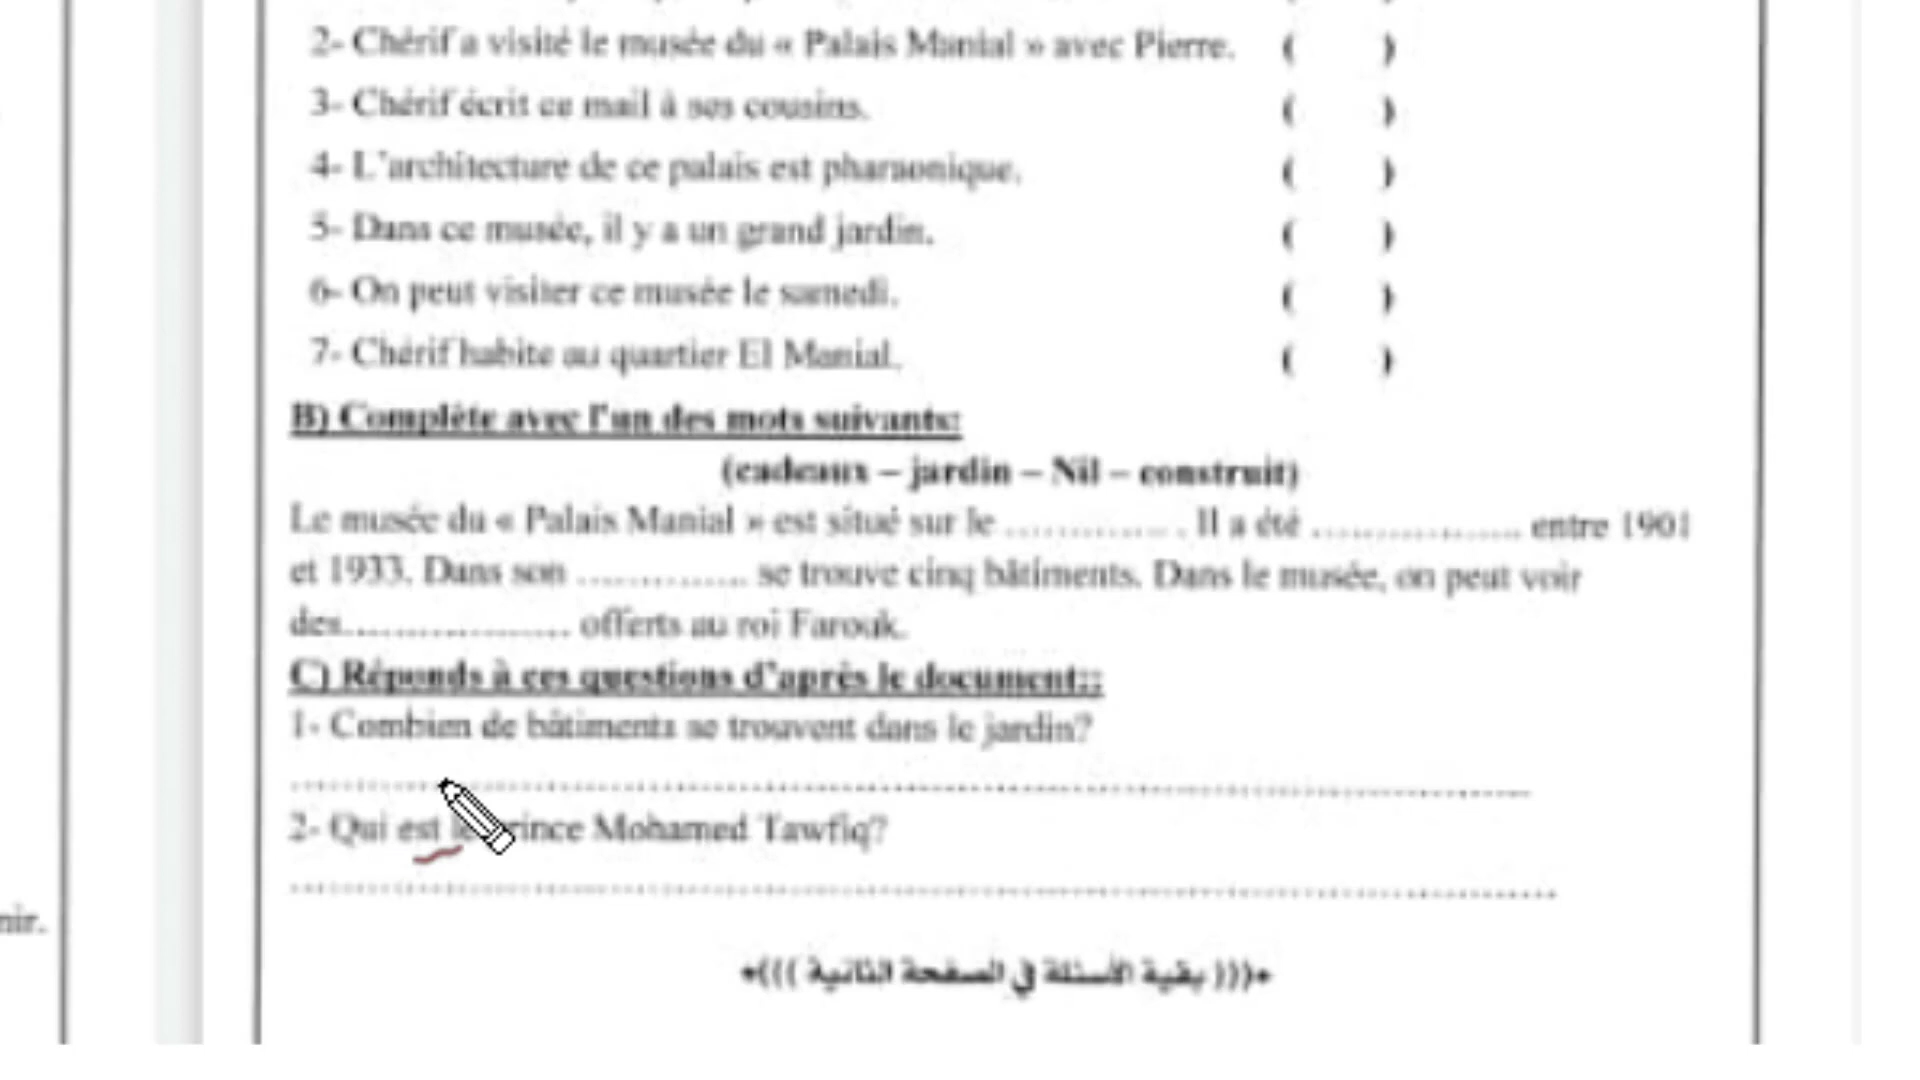 2- Chérif a visité le musée du « Palais Manial » avec Pierre. ( )
3- Chérif écrit ce mail à ses cousins. ( )
4- L'architecture de ce palais est pharaonique. ( )
5- Dans ce musée, il y a un grand jardin. ( )
6- On peut visiter ce musée le samedi. ( )
7- Chérif habite au quartier El Manial. ( )
B) Complète avec l'un des mots suivants:
(cadeaux – jardin – Nil – construit)
Le musée du « Palais Manial » est situé sur le .............. . Il a été .................. entre 1901
et 1933. Dans son .............. se trouve cinq bâtiments. Dans le musée, on peut voir
des................... offerts au roi Farouk.
C) Réponds à ces questions d'après le document::
1- Combien de bâtiments se trouvent dans le jardin?
2- Qui est le prince Mohamed Tawfiq?
nir.
•((( بقية الأسئلة في الصفحة الثانية )))•